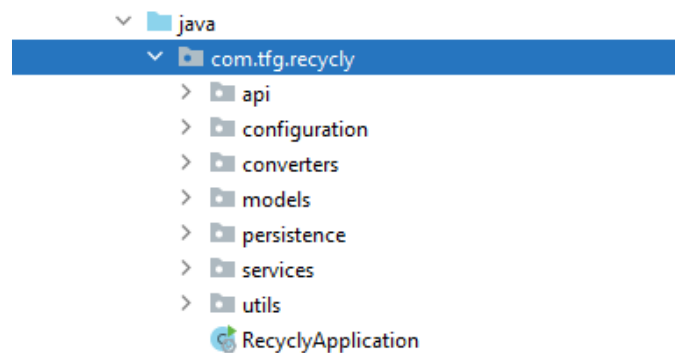 java
com.tfg.recycly
api
configuration
converters
models
persistence
services
utils
RecyclyApplication